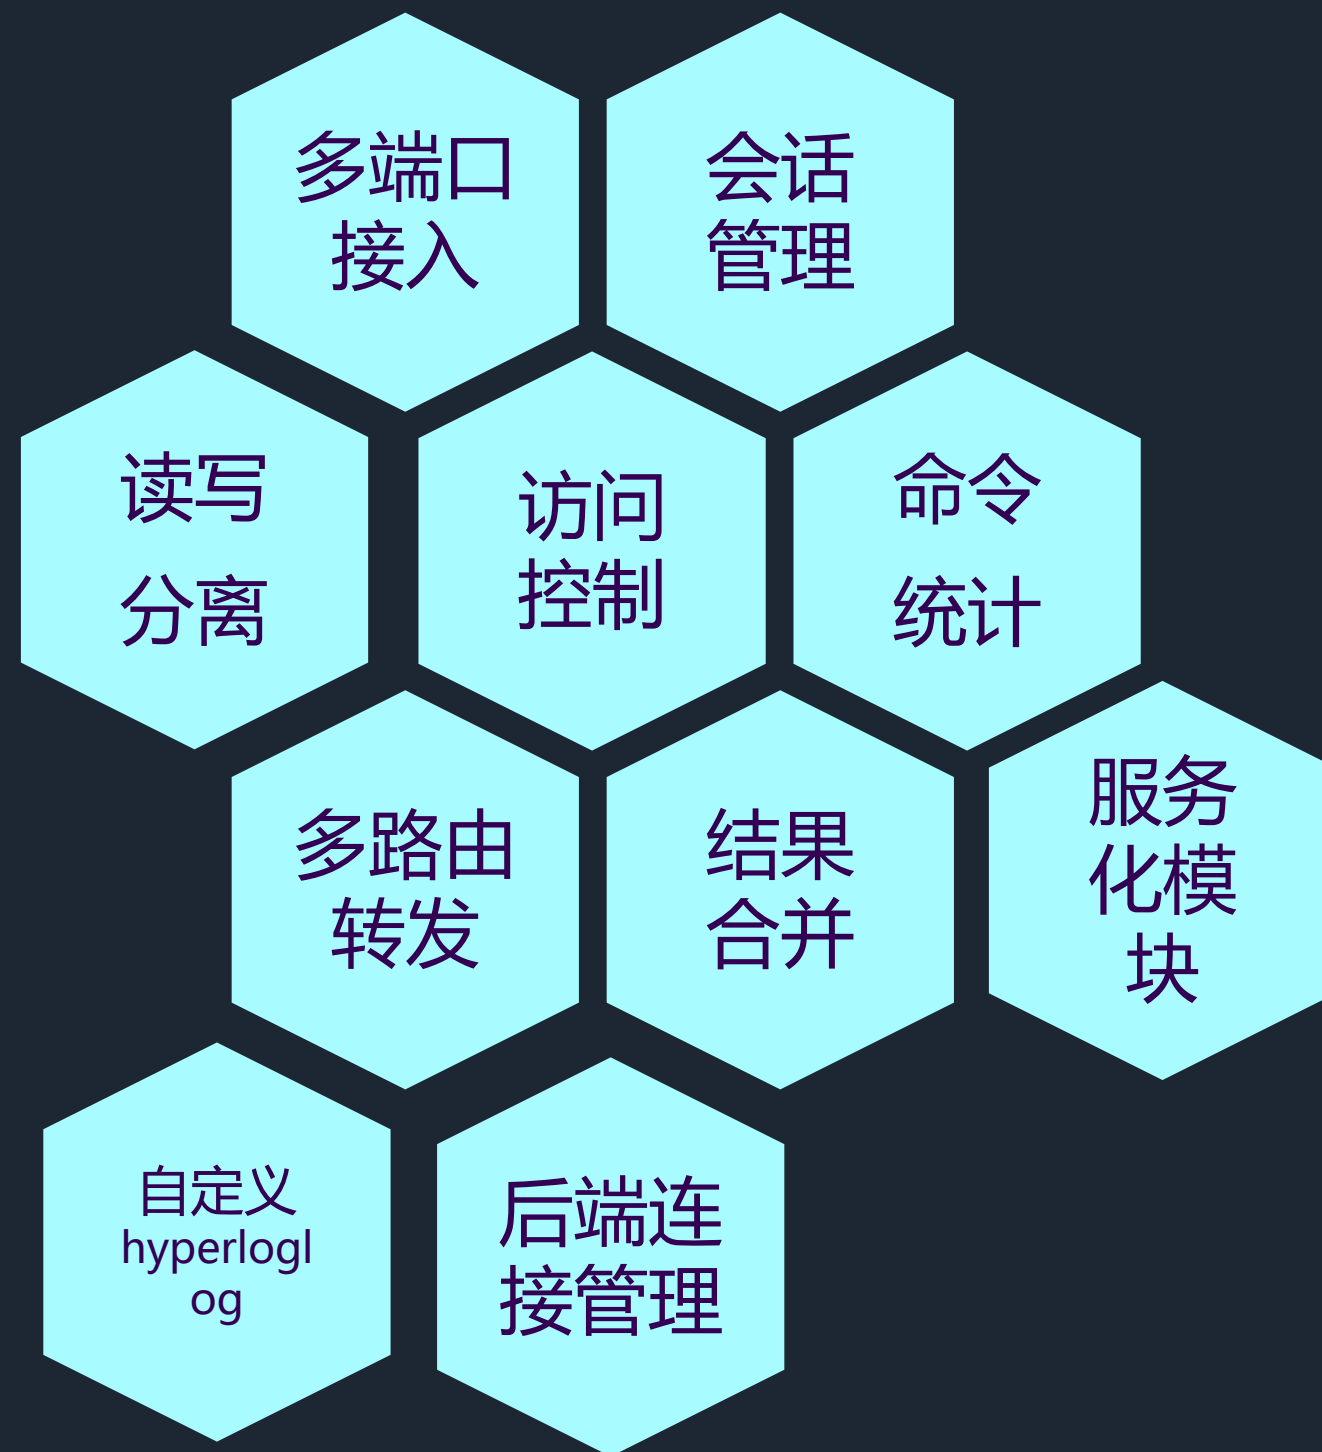 多端口
接入
会话
管理
读写
分离
访问
控制
命令
统计
多路由
转发
结果
合并
服务
化模
块
自定义
hyperlogl
og
后端连
接管理